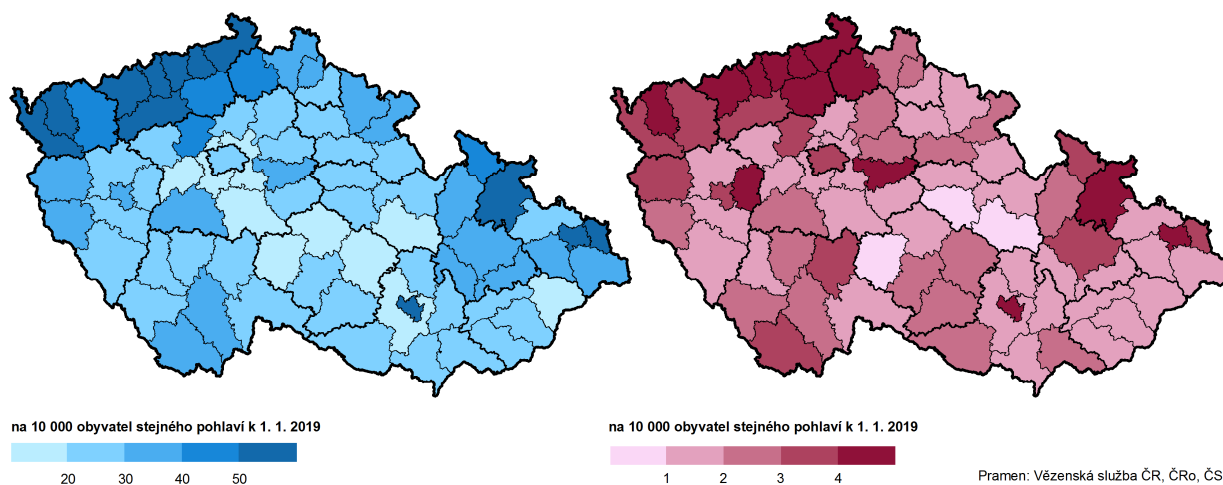 na 10 000 obyvatel stejného pohlaví k 1. 1. 2019
20 30 40 50
na 10 000 obyvatel stejného pohlaví k 1. 1. 2019
1 2 3 4
Pramen: Vězenská služba ČR, ČRo, ČS